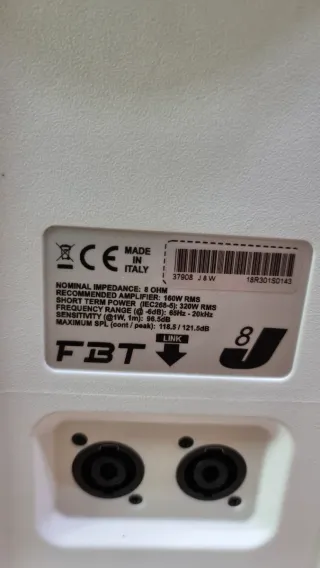 MADE
IN
ITALY
37908 J 8 W 18R3019D143
NOMINAL IMPEDANCE: 8 OHM
RECOMMENDED AMPLIFIER: 160W RMS
SHORT TERM POWER (IEC268-5): 320W RMS
FREQUENCY RANGE (@ -6dB): 65Hz - 20kHz
SENSITIVITY (@1W, 1m): 96.5dB
MAXIMUM SPL (cont / peak): 118.5 / 121.5dB
FBT
LINK
J 8